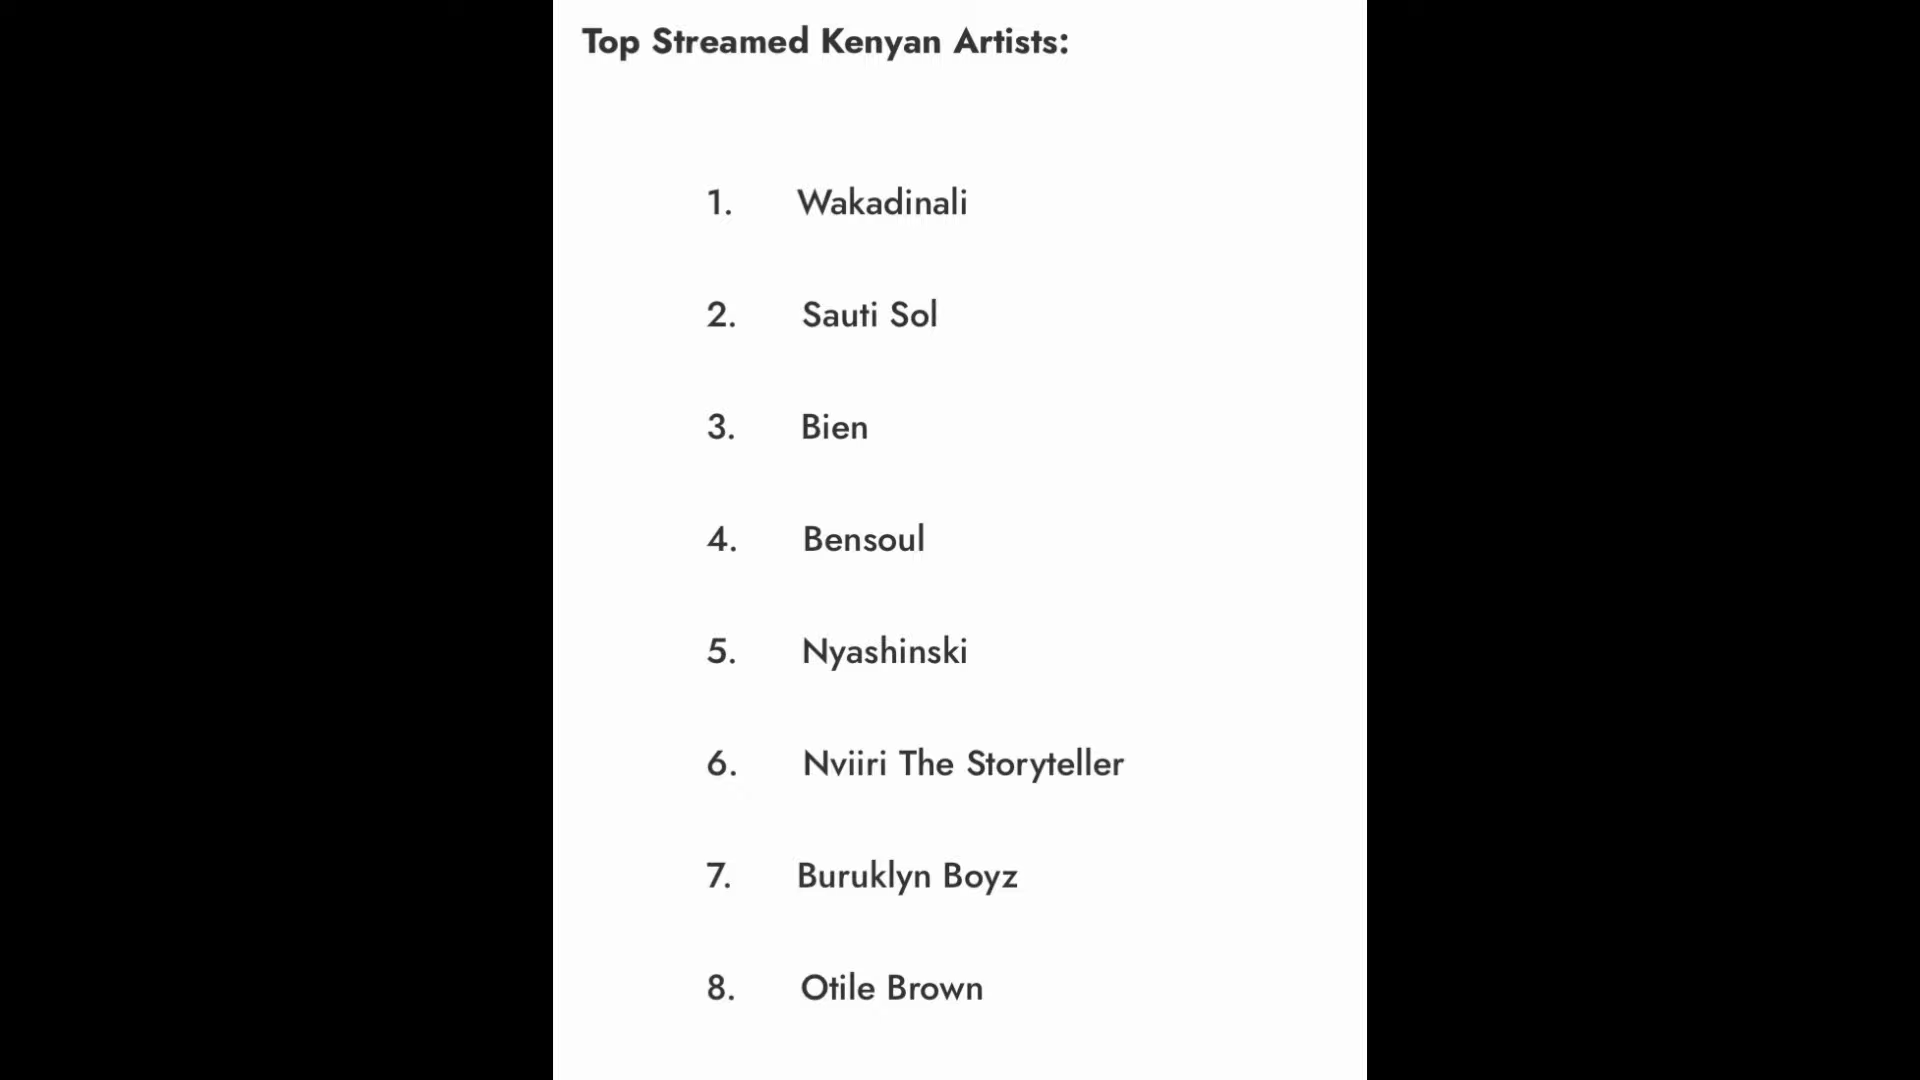 Top Streamed Kenyan Artists:
1. Wakadinali
2. Sauti Sol
3. Bien
4. Bensoul
5. Nyashinski
6. Nviiri The Storyteller
7. Buruklyn Boyz
8. Otile Brown